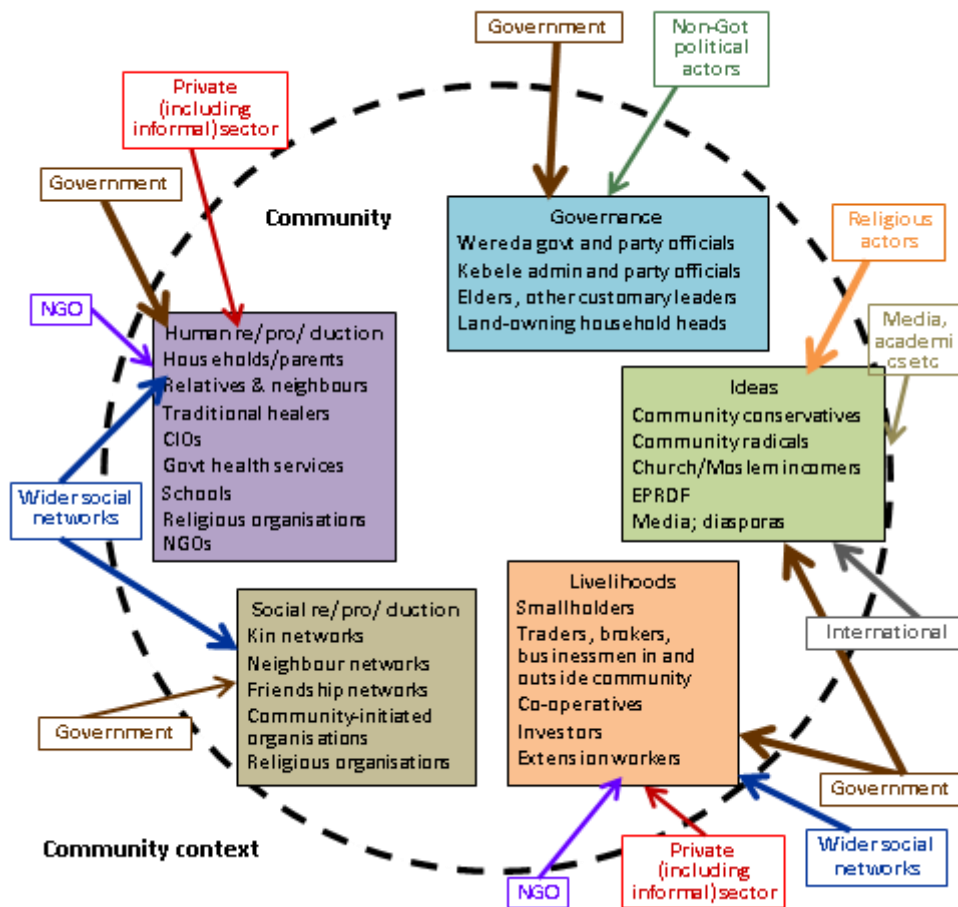 Government
Non-Got
political
actors
Private
(including
informal)sector
Government
Community
Religious
actors
NGO
Media,
academi
csetc
Governance
Wereda govt and party officials
Kebele admin and party officials
Elders, other customary leaders
Land-owning household heads
Human re/pro/ duction
Households/parents
Relatives & neighbours
Traditional healers
CIOs
Govt health services
Schools
Religious organisations
NGOs
Ideas
Community conservatives
Community radicals
Church/Moslem incomers
EPRDF
Media; diasporas
Wider social
networks
Social re/pro/ duction
Kin networks
Neighbour networks
Friendship networks
Community-initiated
organisations
Religious organisations
Livelihoods
Smallholders
Traders, brokers,
businessmen in and
outside community
Co-operatives
Investors
Extension workers
International
Government
Government
Community context
NGO
Private
(including
informal)sector
Wider social
networks